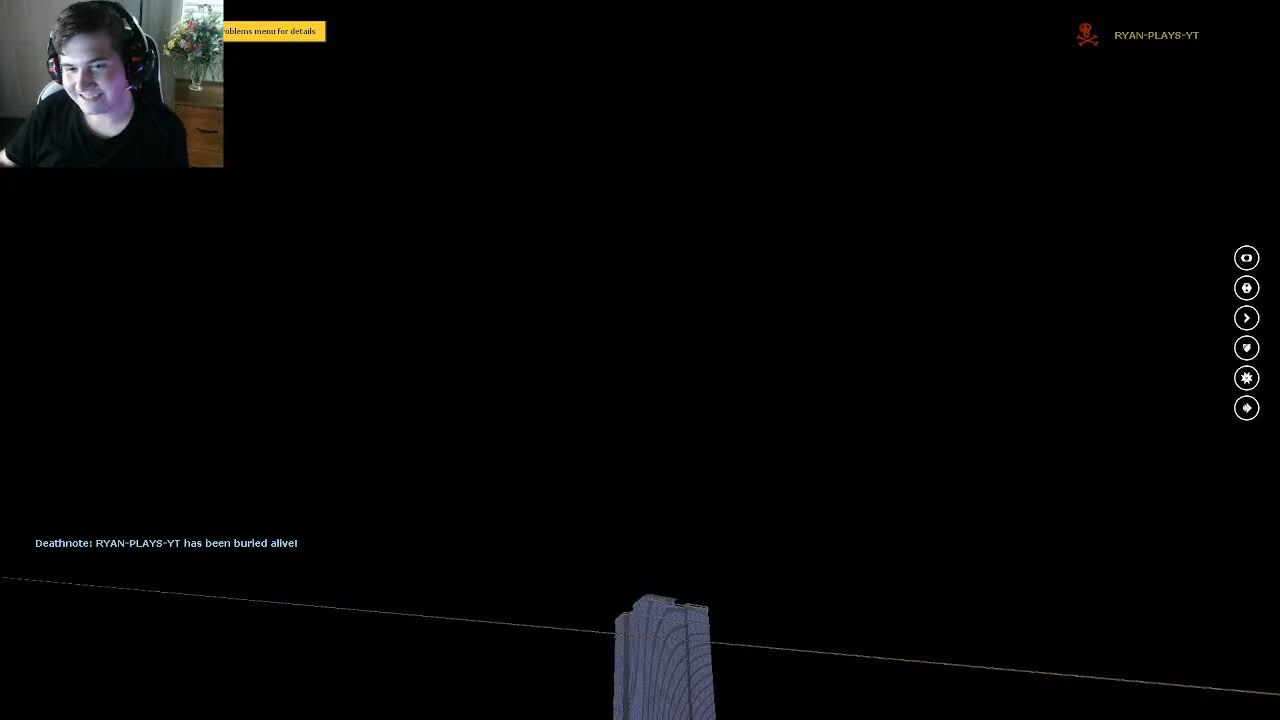 roblems menu for details
RYAN-PLAYS-YT
Deathnote: RYAN-PLAYS-YT has been buried alive!